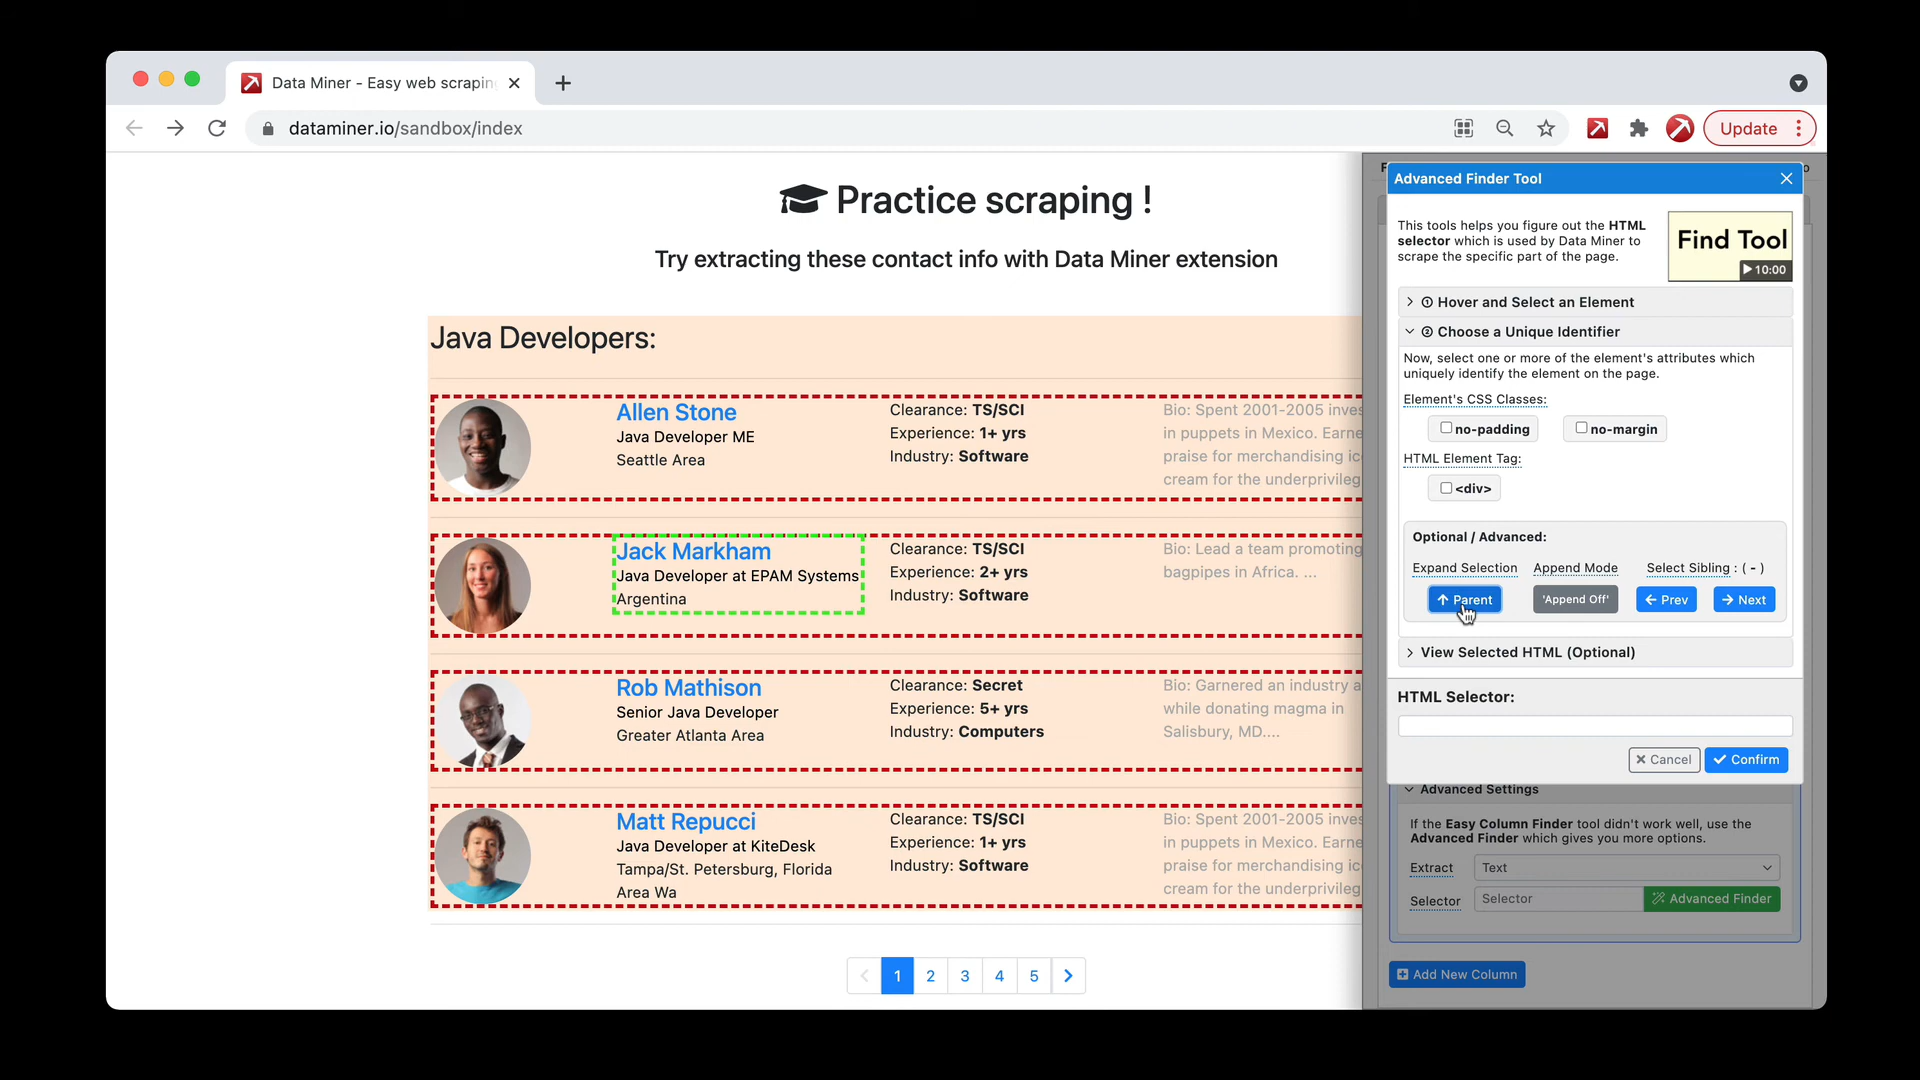 Data Miner - Easy web scraping
dataminer.io/sandbox/index
Update
Practice scraping !
Try extracting these contact info with Data Miner extension
Java Developers:
Allen Stone
Java Developer ME
Seattle Area
Clearance: TS/SCI
Experience: 1+ yrs
Industry: Software
Bio: Spent 2001-2005 inves
in puppets in Mexico. Earne
praise for merchandising ic
cream for the underprivileg
Jack Markham
Java Developer at EPAM Systems
Argentina
Clearance: TS/SCI
Experience: 2+ yrs
Industry: Software
Bio: Lead a team promoting
bagpipes in Africa. ...
Rob Mathison
Senior Java Developer
Greater Atlanta Area
Clearance: Secret
Experience: 5+ yrs
Industry: Computers
Bio: Garnered an industry a
while donating magma in
Salisbury, MD....
Matt Repucci
Java Developer at KiteDesk
Tampa/St. Petersburg, Florida
Area Wa
Clearance: TS/SCI
Experience: 1+ yrs
Industry: Software
Bio: Spent 2001-2005 inves
in puppets in Mexico. Earne
praise for merchandising ic
cream for the underprivileg
1 2 3 4 5
Advanced Finder Tool
This tools helps you figure out the HTML
selector which is used by Data Miner to
scrape the specific part of the page.
Find Tool
10:00
① Hover and Select an Element
② Choose a Unique Identifier
Now, select one or more of the element's attributes which
uniquely identify the element on the page.
Element's CSS Classes:
no-padding no-margin
HTML Element Tag:
<div>
Optional / Advanced:
Expand Selection Append Mode Select Sibling : ( - )
Parent 'Append Off' Prev Next
View Selected HTML (Optional)
HTML Selector:
Cancel Confirm
Advanced Settings
If the Easy Column Finder tool didn't work well, use the
Advanced Finder which gives you more options.
Extract Text
Selector Selector Advanced Finder
Add New Column